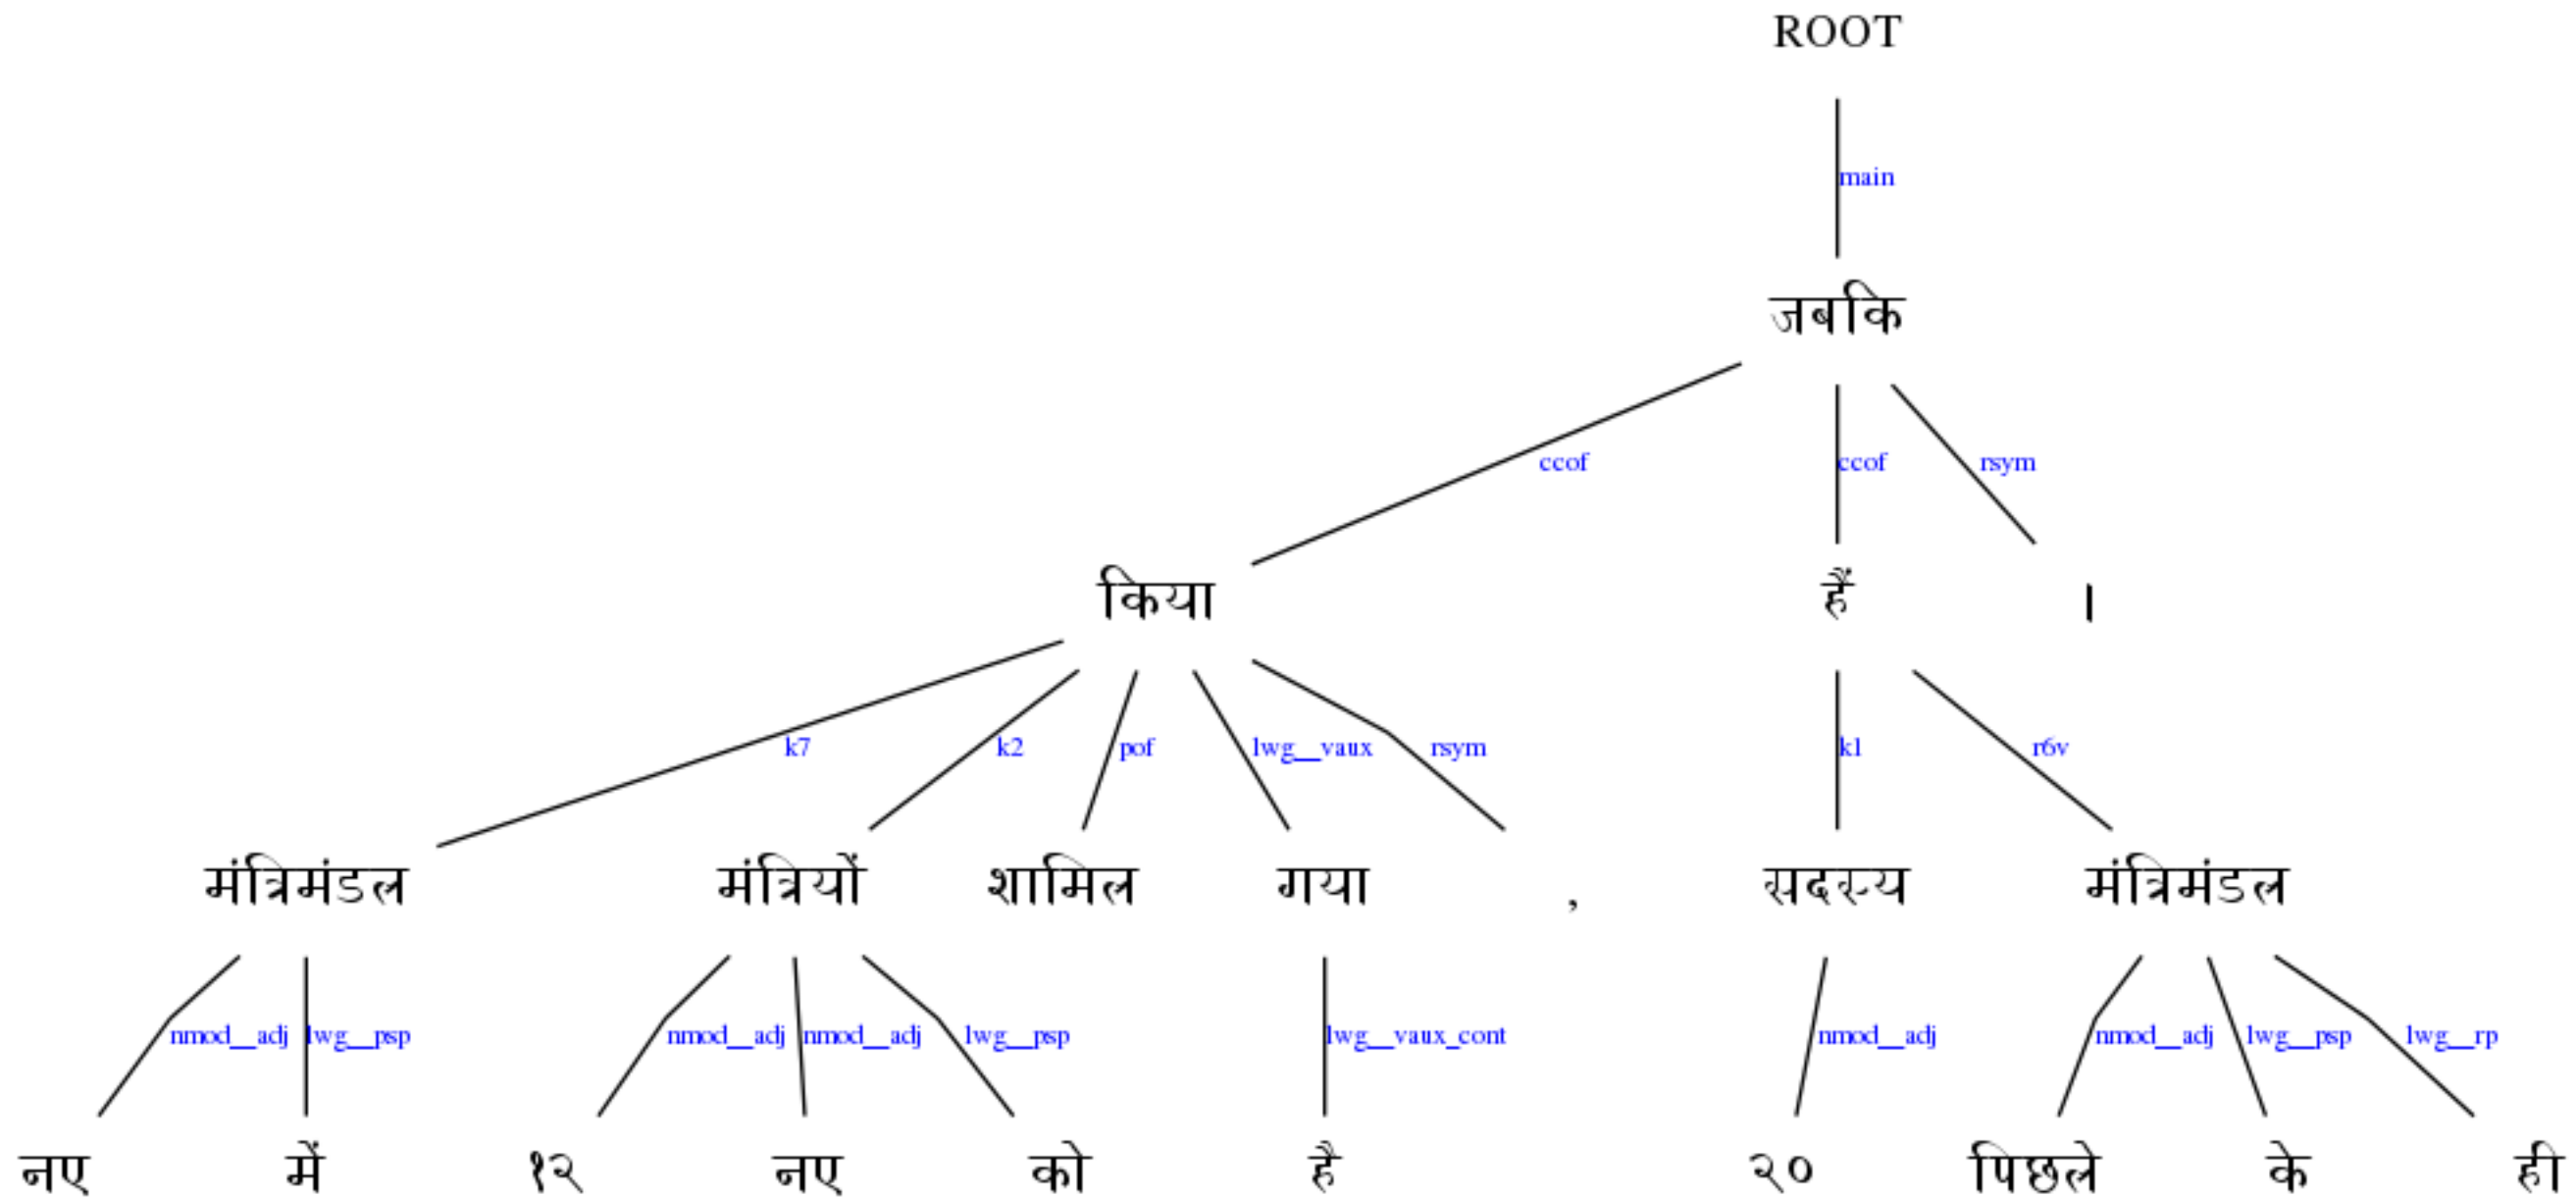 ROOT
main
जबकि
ccof ccof rsym
किया हैं ।
k7 k2 pof lwg__vaux rsym k1 r6v
मंत्रिमंडल मंत्रियों शामिल गया , सदस्य मंत्रिमंडल
nmod__adj lwg__psp nmod__adj nmod__adj lwg__psp lwg__vaux_cont nmod__adj nmod__adj lwg__psp lwg__rp
नए में १२ नए को है २० पिछले के ही